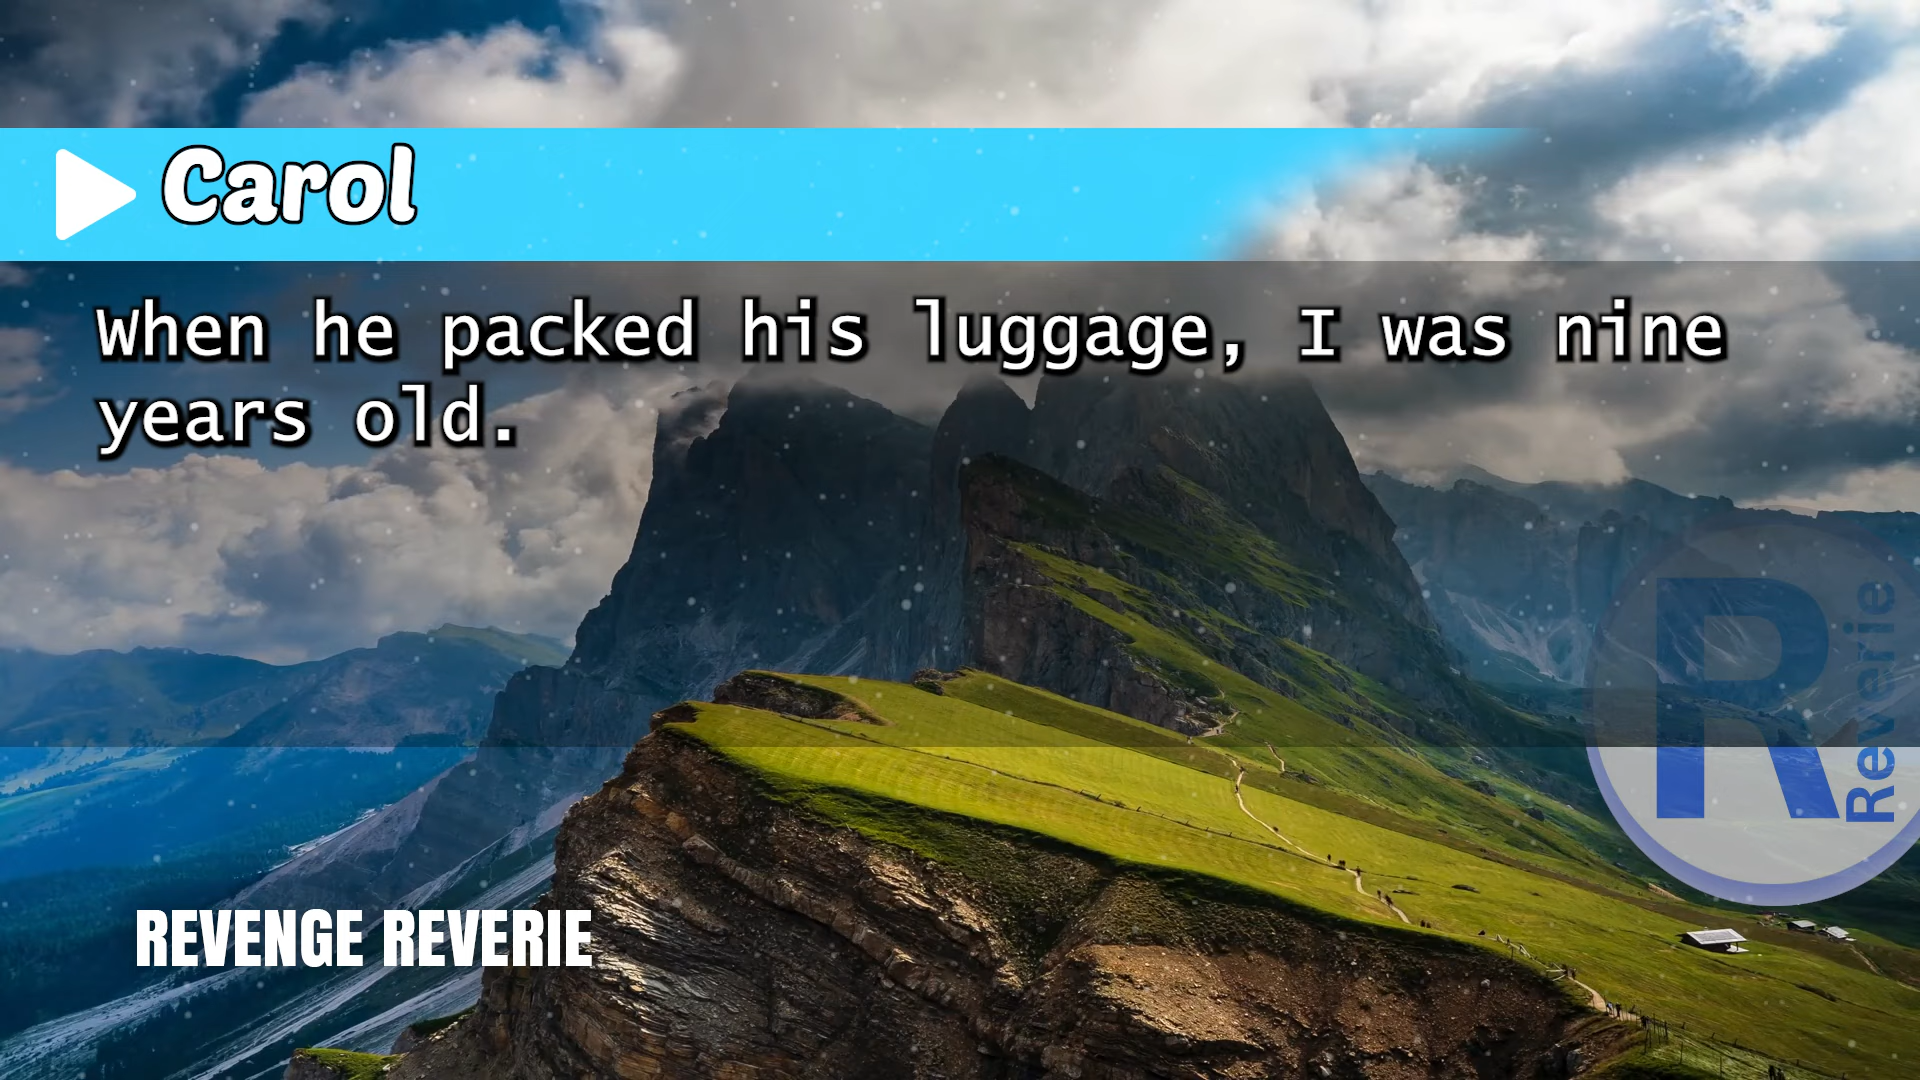 Carol
When he packed his luggage, I was nine
years old.
R
Reverie
REVENGE REVERIE